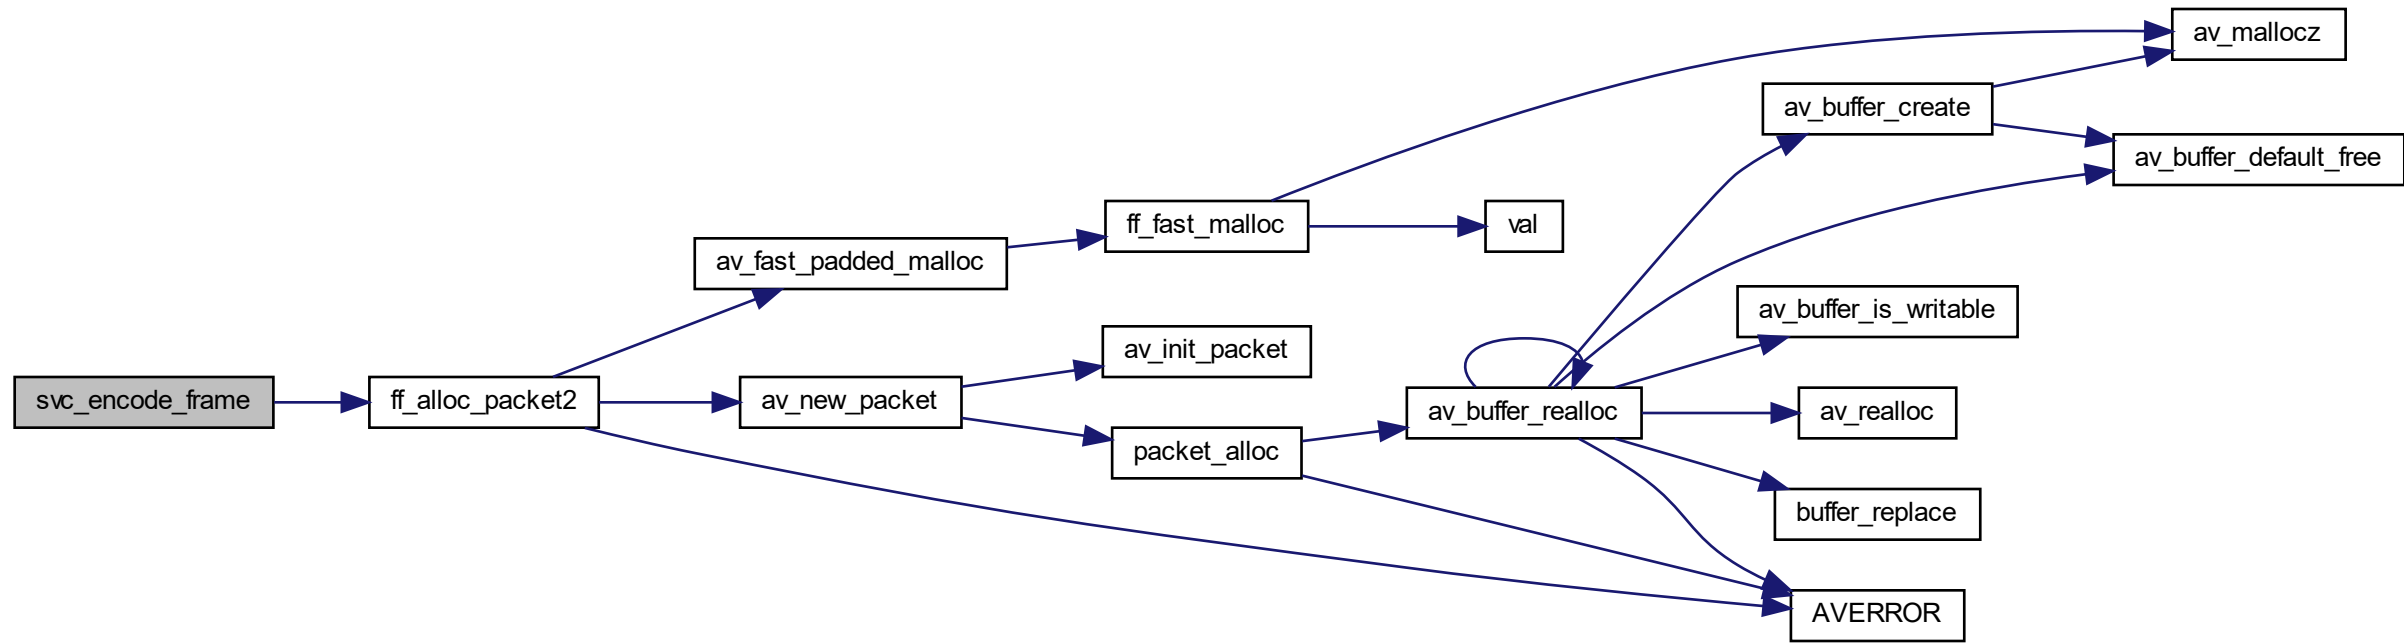 av_mallocz
av_buffer_create
av_buffer_default_free
ff_fast_malloc
val
av_fast_padded_malloc
av_buffer_is_writable
av_init_packet
svc_encode_frame
ff_alloc_packet2
av_new_packet
av_buffer_realloc
av_realloc
packet_alloc
buffer_replace
AVERROR